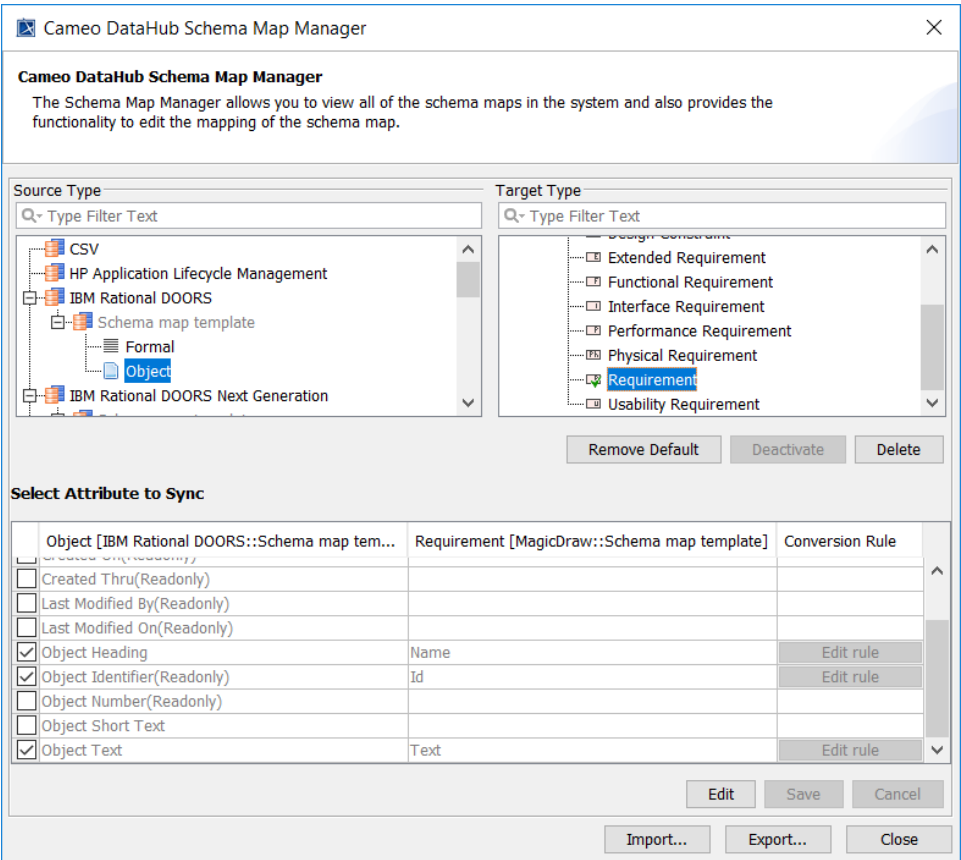 Cameo DataHub Schema Map Manager
Cameo DataHub Schema Map Manager
The Schema Map Manager allows you to view all of the schema maps in the system and also provides the
functionality to edit the mapping of the schema map.
Source Type
Target Type
Type Filter Text
Type Filter Text
CSV
HP Application Lifecycle Management
IBM Rational DOORS
Schema map template
Formal
Object
IBM Rational DOORS Next Generation
Design Constraint
Extended Requirement
Functional Requirement
Interface Requirement
Performance Requirement
Physical Requirement
Requirement
Usability Requirement
Remove Default Deactivate Delete
Select Attribute to Sync
Object [IBM Rational DOORS::Schema map tem... Requirement [MagicDraw::Schema map template] Conversion Rule
Created On(Readonly)
Created Thru(Readonly)
Last Modified By(Readonly)
Last Modified On(Readonly)
Object Heading Name Edit rule
Object Identifier(Readonly) Id Edit rule
Object Number(Readonly)
Object Short Text
Object Text Text Edit rule
Edit Save Cancel
Import... Export... Close